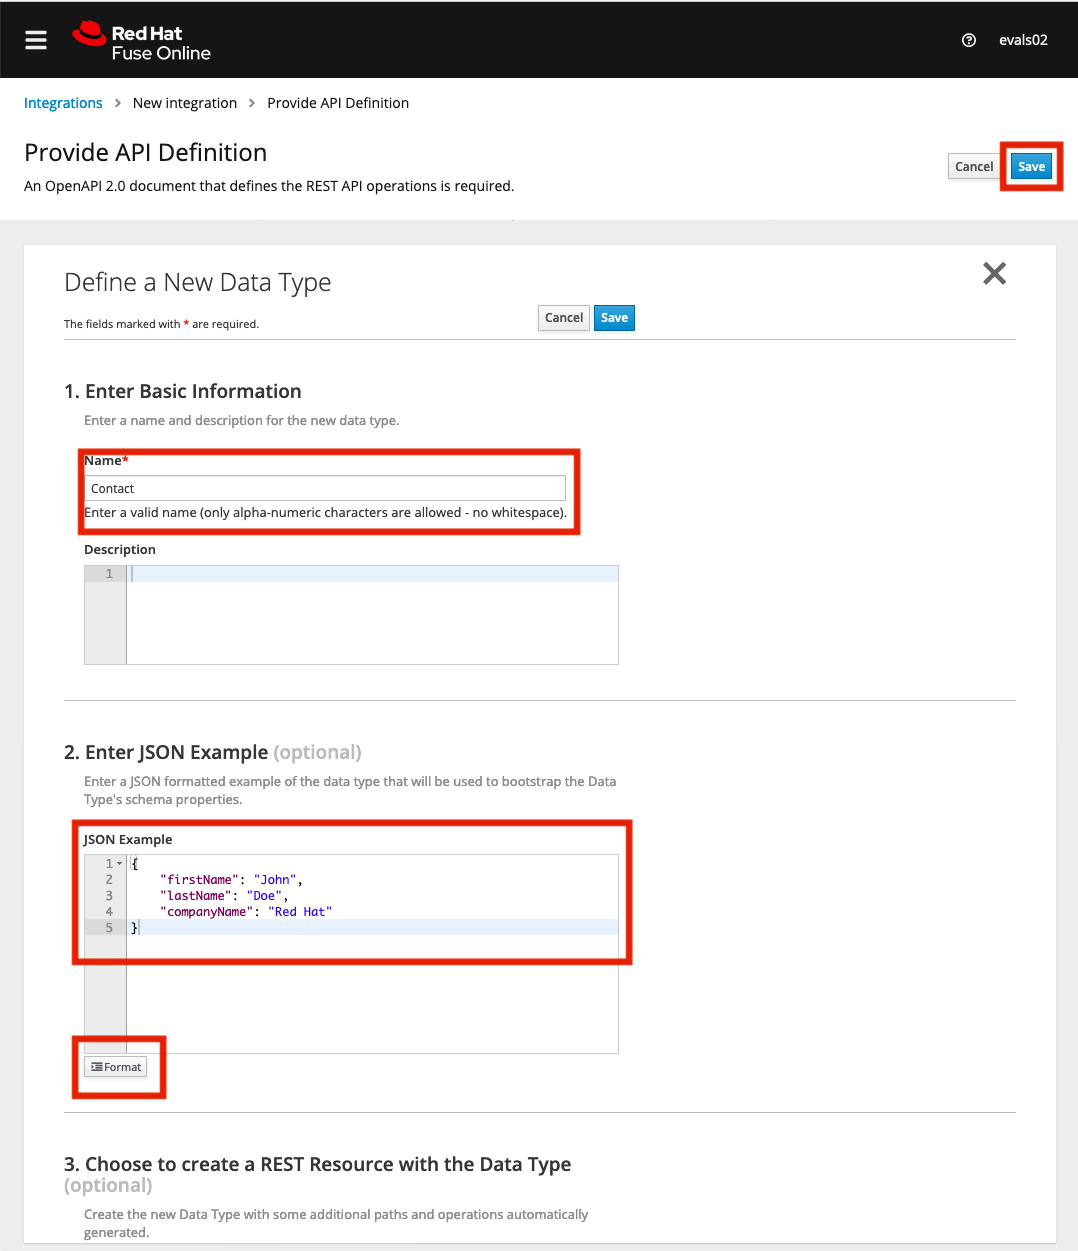 Red Hat
Fuse Online
evals02
Integrations > New integration > Provide API Definition
Provide API Definition
An OpenAPI 2.0 document that defines the REST API operations is required.
Cancel Save
Define a New Data Type
The fields marked with * are required.
Cancel Save
1. Enter Basic Information
Enter a name and description for the new data type.
Name*
Contact
Enter a valid name (only alpha-numeric characters are allowed - no whitespace).
Description
1
2. Enter JSON Example (optional)
Enter a JSON formatted example of the data type that will be used to bootstrap the Data
Type's schema properties.
JSON Example
1 {
2 "firstName": "John",
3 "lastName": "Doe",
4 "companyName": "Red Hat"
5 }
Format
3. Choose to create a REST Resource with the Data Type
(optional)
Create the new Data Type with some additional paths and operations automatically
generated.